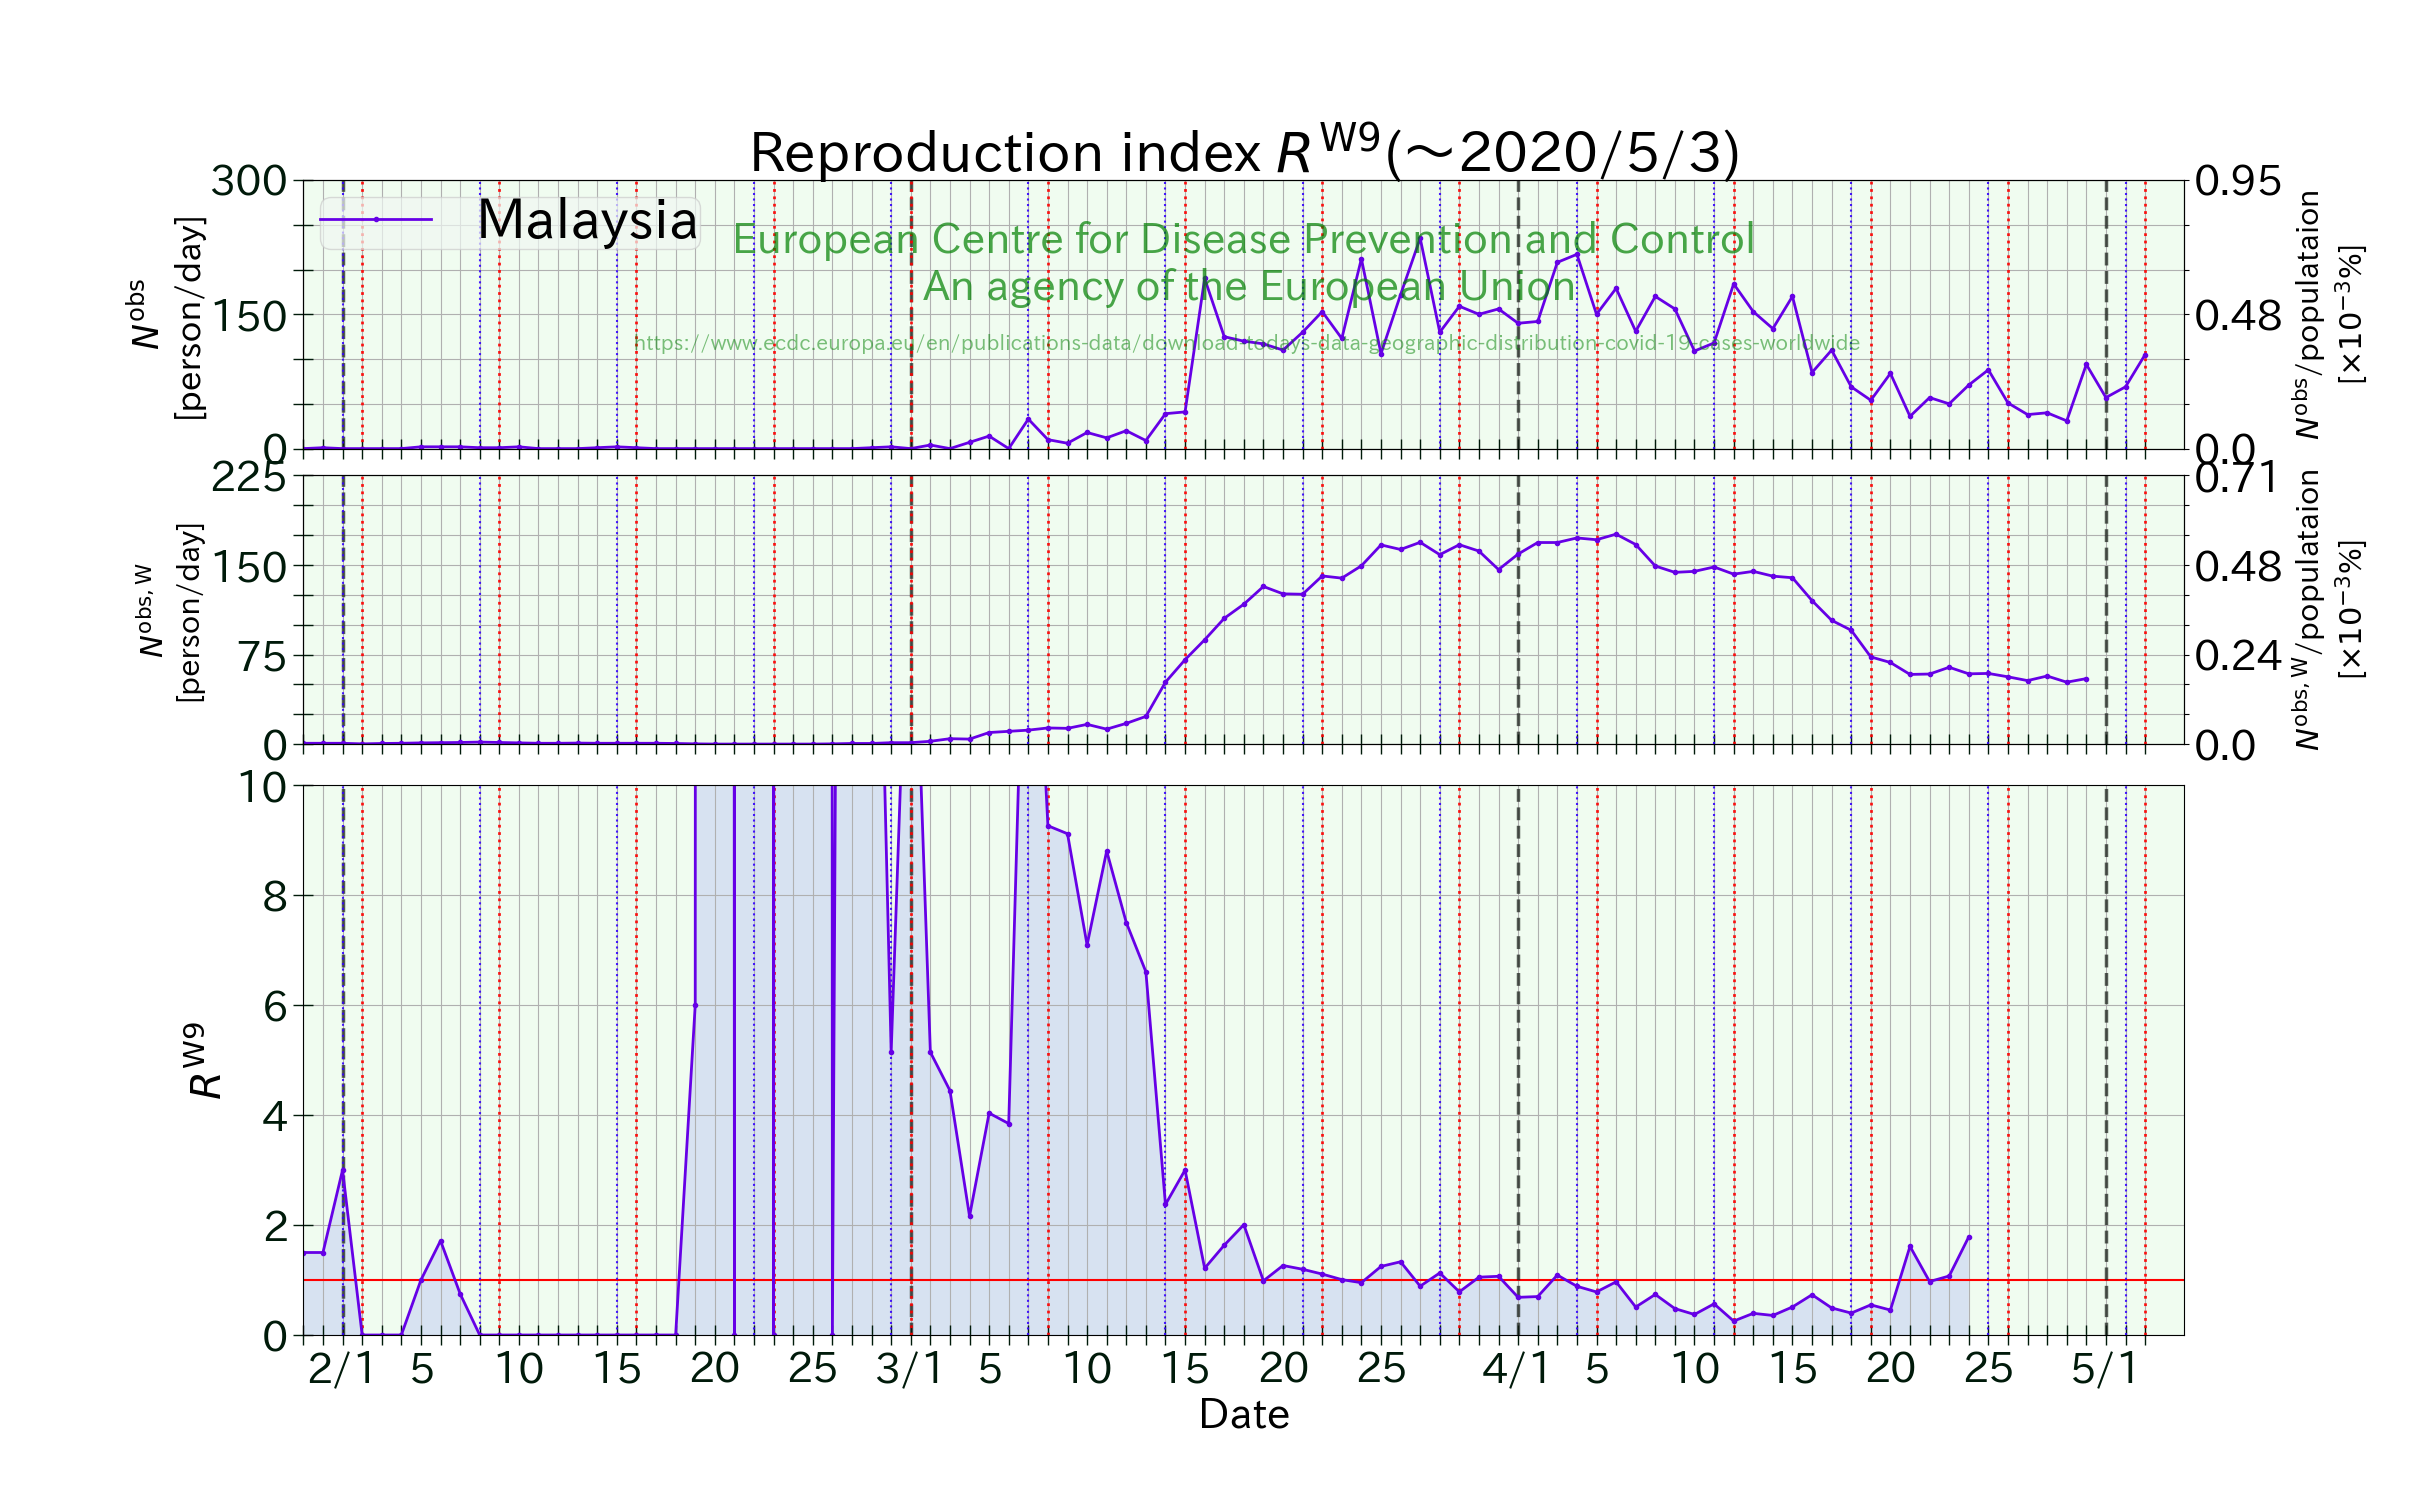 Reproduction index R^W9(～2020/5/3)
300
150
0
N^obs
[person/day]
Malaysia
European Centre for Disease Prevention and Control
An agency of the European Union
https://www.ecdc.europa.eu/en/publications-data/download-todays-data-geographic-distribution-covid-19-cases-worldwide
0.95
0.48
0.0
N^obs/populataion
[×10^−3%]
225
150
75
0
N^obs, W
[person/day]
0.71
0.48
0.24
0.0
N^obs, W/populataion
[×10^−3%]
10
8
6
4
2
0
R^W9
2/1 5 10 15 20 25 3/1 5 10 15 20 25 4/1 5 10 15 20 25 5/1
Date